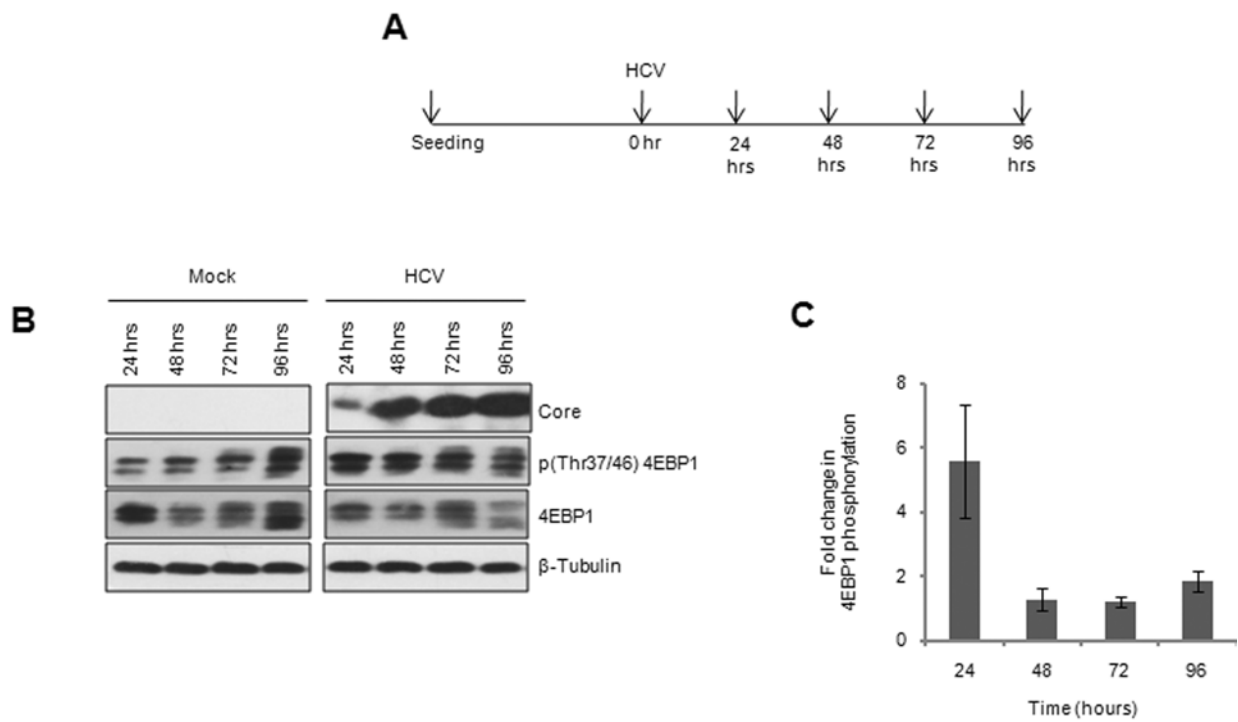 A
HCV
Seeding
0 hr
24 hrs
48 hrs
72 hrs
96 hrs
B
Mock
HCV
24 hrs
48 hrs
72 hrs
96 hrs
24 hrs
48 hrs
72 hrs
96 hrs
Core
p(Thr37/46) 4EBP1
4EBP1
β-Tubulin
C
Fold change in
4EBP1 phosphorylation
8
6
4
2
0
24
48
72
96
Time (hours)